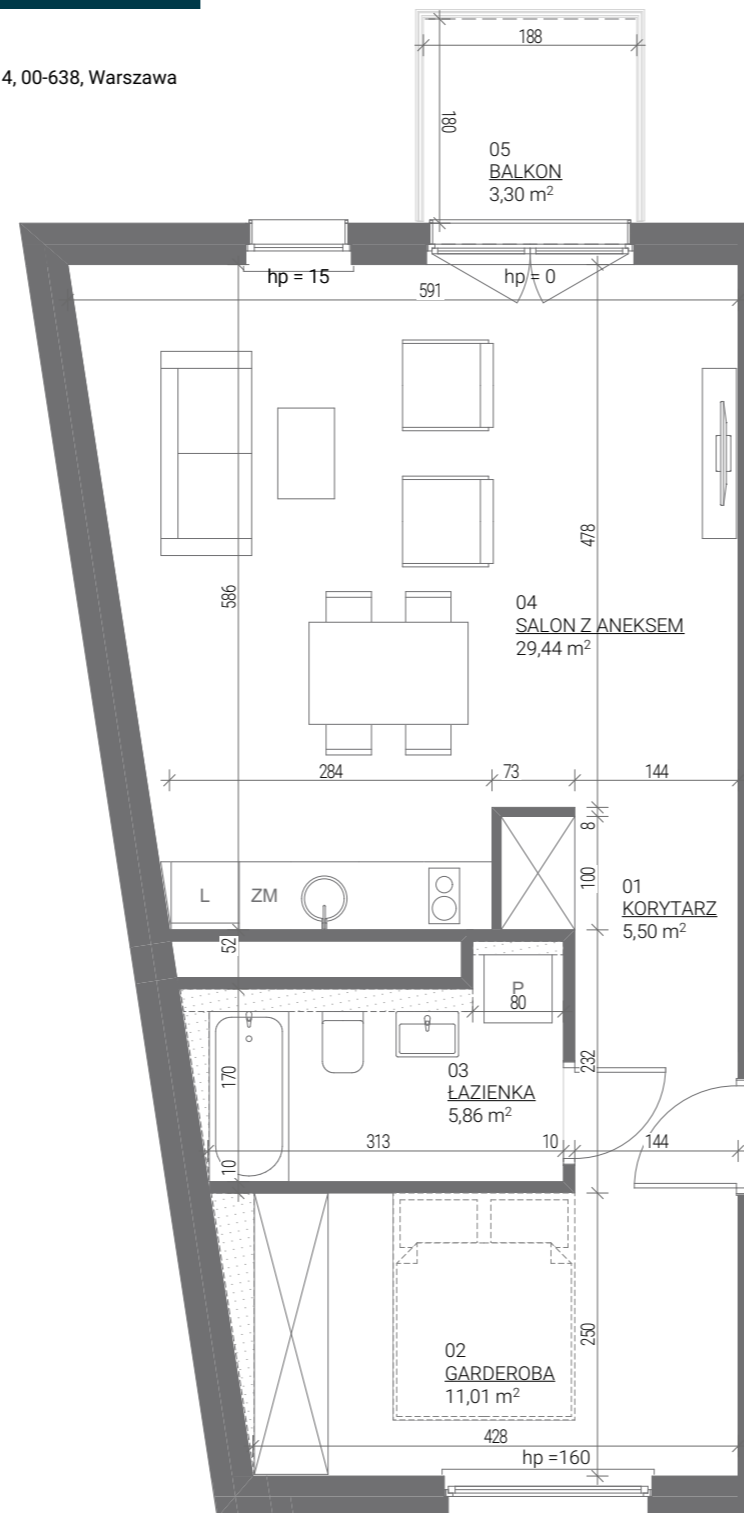 4, 00-638, Warszawa
188
180
05
BALKON
3,30 m²
hp = 15
hp = 0
591
478
586
04
SALON Z ANEKSEM
29,44 m²
284
73
144
8
100
L
ZM
01
KORYTARZ
5,50 m²
52
P
80
232
03
ŁAZIENKA
5,86 m²
170
313
10
144
10
250
02
GARDEROBA
11,01 m²
428
hp =160